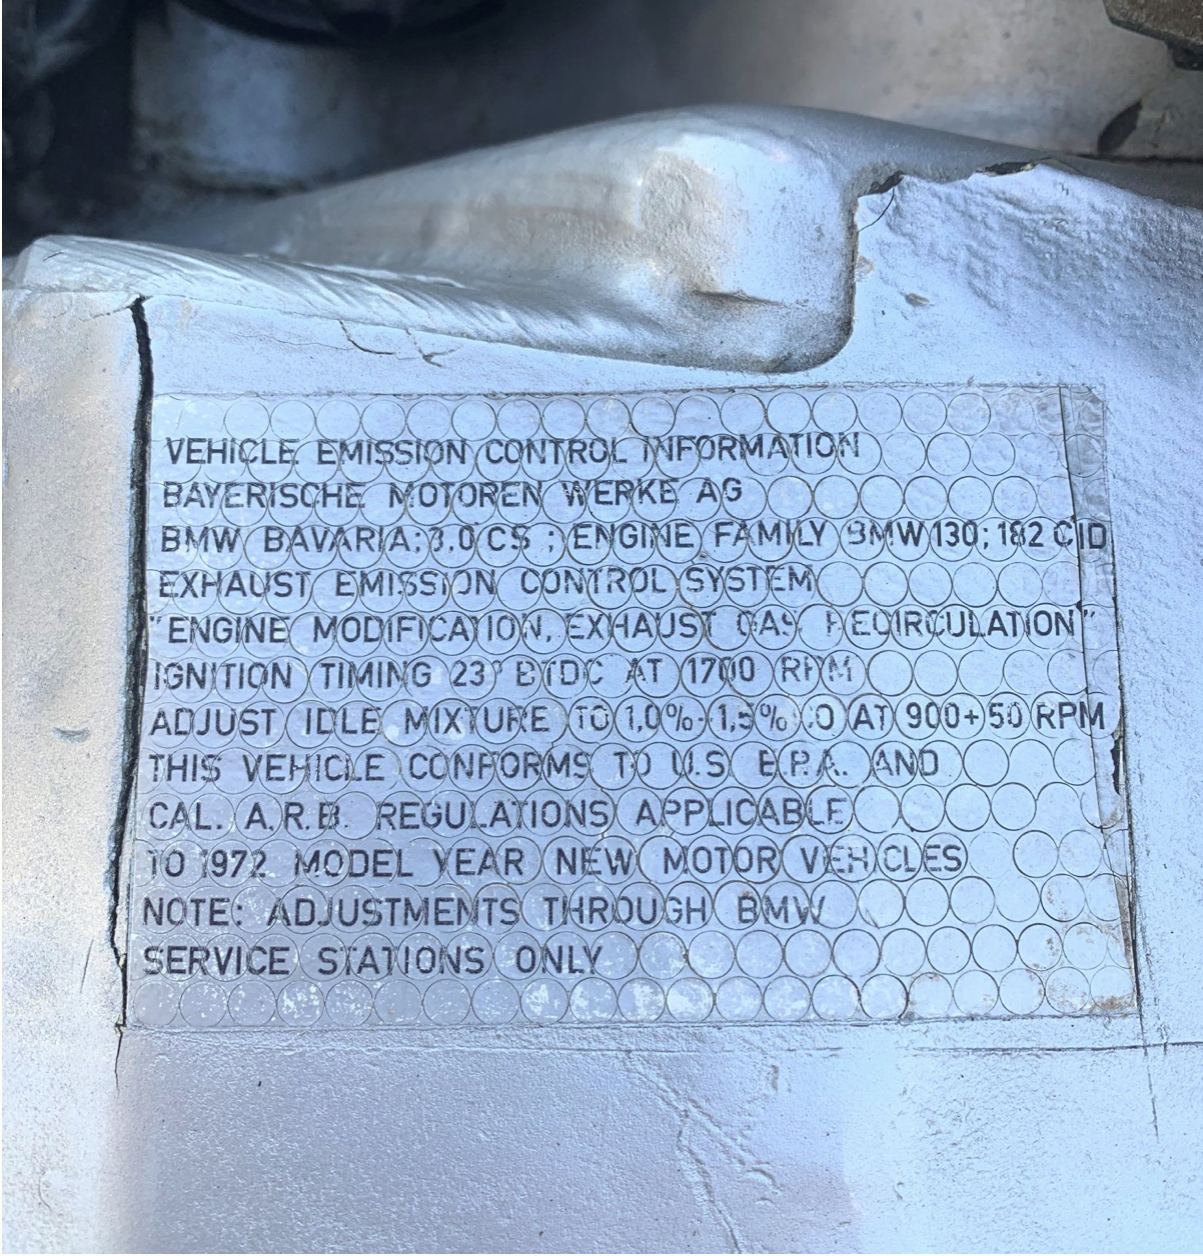 VEHICLE EMISSION CONTROL INFORMATION
BAYERISCHE MOTOREN WERKE AG
BMW BAVARIA; 3.0 CS ; ENGINE FAMILY BMW 130; 182 CID
EXHAUST EMISSION CONTROL SYSTEM
"ENGINE MODIFICATION, EXHAUST GAS RECIRCULATION"
IGNITION TIMING 23° BTDC AT 1700 RPM
ADJUST IDLE MIXTURE TO 1,0%-1,5% CO AT 900+50 RPM
THIS VEHICLE CONFORMS TO U.S E.P.A. AND
CAL. A.R.B. REGULATIONS APPLICABLE
TO 1972 MODEL YEAR NEW MOTOR VEHICLES
NOTE: ADJUSTMENTS THROUGH BMW
SERVICE STATIONS ONLY